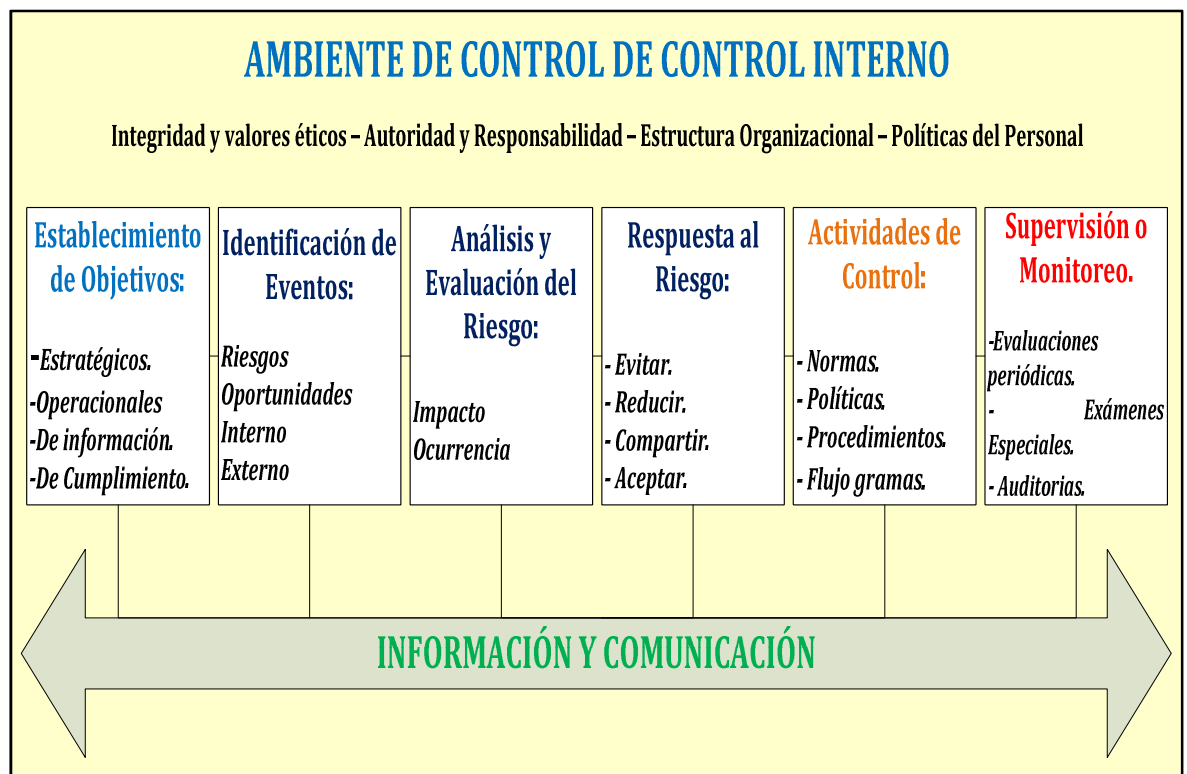 AMBIENTE DE CONTROL DE CONTROL INTERNO
Integridad y valores éticos – Autoridad y Responsabilidad – Estructura Organizacional – Políticas del Personal
Establecimiento
de Objetivos:
-Estratégicos.
-Operacionales
-De información.
-De Cumplimiento.
Identificación de
Eventos:
Riesgos
Oportunidades
Interno
Externo
Análisis y
Evaluación del
Riesgo:
Impacto
Ocurrencia
Respuesta al
Riesgo:
- Evitar.
- Reducir.
- Compartir.
- Aceptar.
Actividades de
Control:
- Normas.
- Políticas.
- Procedimientos.
- Flujo gramas.
Supervisión o
Monitoreo.
-Evaluaciones
periódicas.
- Exámenes
Especiales.
- Auditorias.
INFORMACIÓN Y COMUNICACIÓN